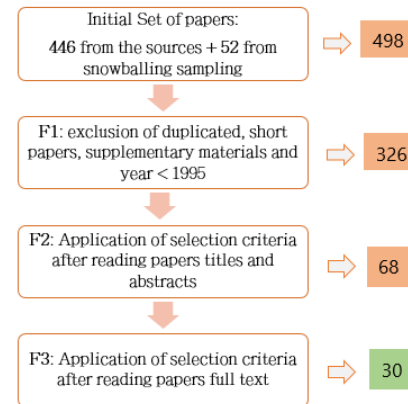 Initial Set of papers:
446 from the sources + 52 from
snowballing sampling
498
F1: exclusion of duplicated, short
papers, supplementary materials and
year < 1995
326
F2: Application of selection criteria
after reading papers titles and
abstracts
68
F3: Application of selection criteria
after reading papers full text
30